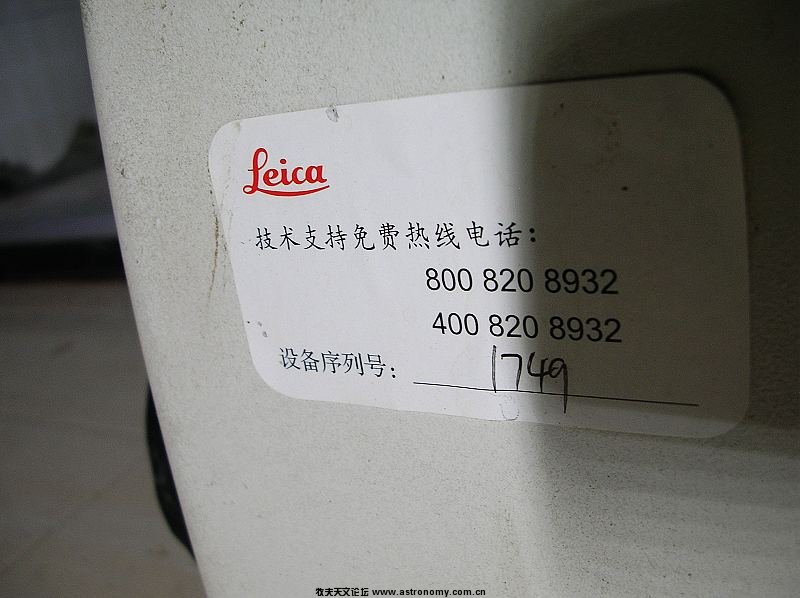 Leica
技术支持免费热线电话：
800 820 8932
400 820 8932
设备序列号： 1749
牧夫天文论坛 www.astronomy.com.cn